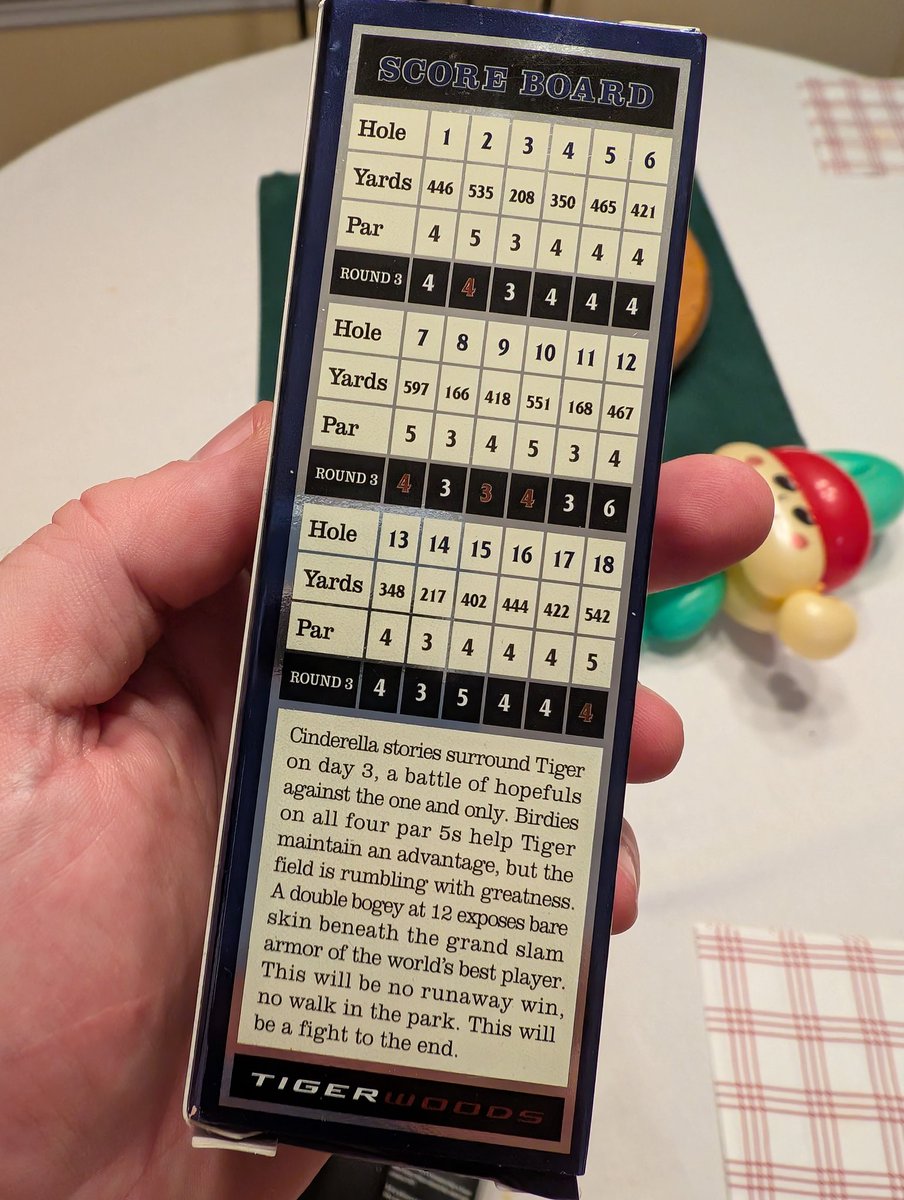 SCORE BOARD
Hole 1 2 3 4 5 6
Yards 446 535 208 350 465 421
Par 4 5 3 4 4 4
ROUND 3 4 4 3 4 4 4
Hole 7 8 9 10 11 12
Yards 597 166 418 551 168 467
Par 5 3 4 5 3 4
ROUND 3 4 3 3 4 3 6
Hole 13 14 15 16 17 18
Yards 348 217 402 444 422 542
Par 4 3 4 4 4 5
ROUND 3 4 3 5 4 4 4
Cinderella stories surround Tiger
on day 3, a battle of hopefuls
against the one and only. Birdies
on all four par 5s help Tiger
maintain an advantage, but the
field is rumbling with greatness.
A double bogey at 12 exposes bare
skin beneath the grand slam
armor of the world's best player.
This will be no runaway win,
no walk in the park. This will
be a fight to the end.
TIGER WOODS